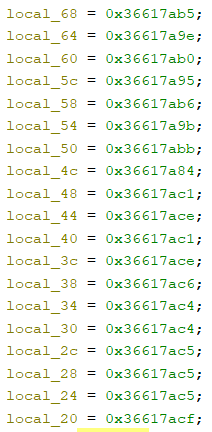 local_68 = 0x36617ab5;
local_64 = 0x36617a9e;
local_60 = 0x36617ab0;
local_5c = 0x36617a95;
local_58 = 0x36617ab6;
local_54 = 0x36617a9b;
local_50 = 0x36617abb;
local_4c = 0x36617a84;
local_48 = 0x36617ac1;
local_44 = 0x36617ace;
local_40 = 0x36617ac1;
local_3c = 0x36617ace;
local_38 = 0x36617ac6;
local_34 = 0x36617ac4;
local_30 = 0x36617ac4;
local_2c = 0x36617ac5;
local_28 = 0x36617ac5;
local_24 = 0x36617ac5;
local_20 = 0x36617acf;